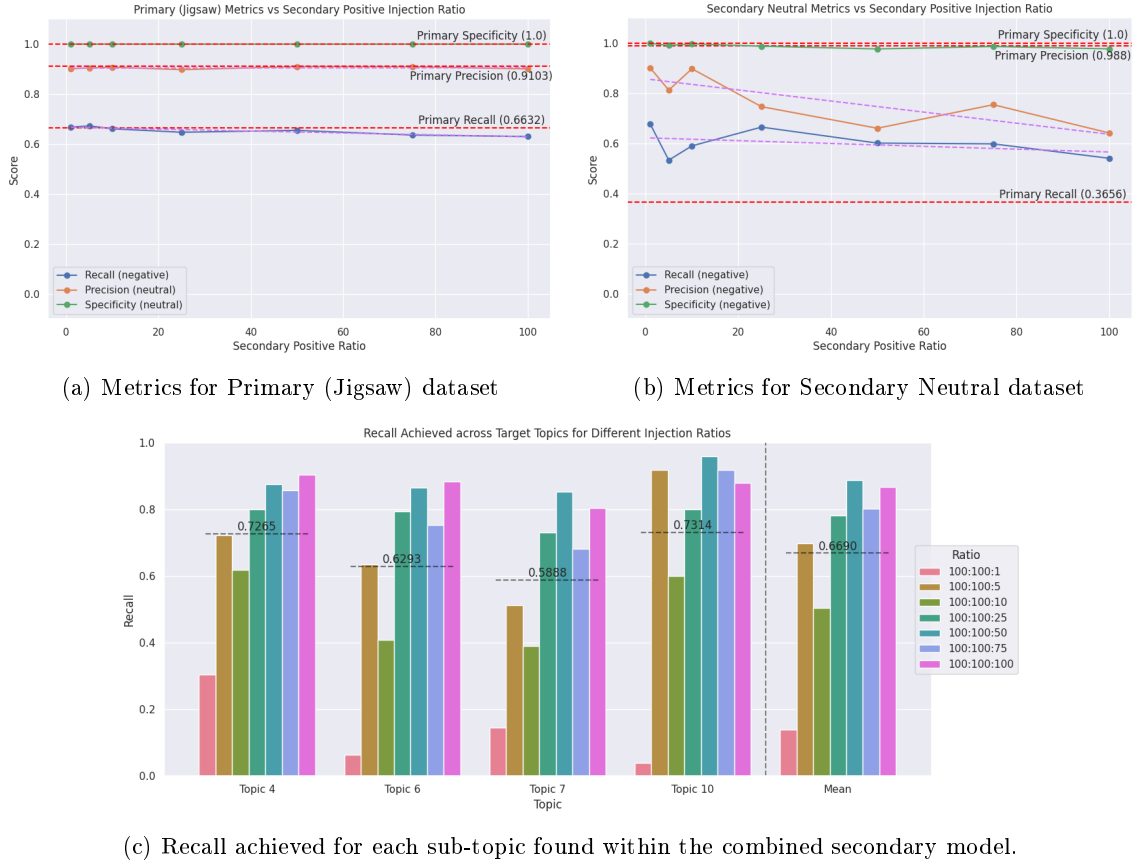 Primary (Jigsaw) Metrics vs Secondary Positive Injection Ratio
1.0
0.8
0.6
0.4
0.2
0.0
Score
Primary Specificity (1.0)
Primary Precision (0.9103)
Primary Recall (0.6632)
Recall (negative)
Precision (neutral)
Specificity (neutral)
0 20 40 60 80 100
Secondary Positive Ratio
(a) Metrics for Primary (Jigsaw) dataset
Secondary Neutral Metrics vs Secondary Positive Injection Ratio
1.0
0.8
0.6
0.4
0.2
0.0
Score
Primary Specificity (1.0)
Primary Precision (0.988)
Primary Recall (0.3656)
Recall (negative)
Precision (negative)
Specificity (negative)
0 20 40 60 80 100
Secondary Positive Ratio
(b) Metrics for Secondary Neutral dataset
Recall Achieved across Target Topics for Different Injection Ratios
1.0
0.8
0.6
0.4
0.2
0.0
Recall
0.7265
0.6293
0.5888
0.7314
0.6690
Ratio
100:100:1
100:100:5
100:100:10
100:100:25
100:100:50
100:100:75
100:100:100
Topic 4 Topic 6 Topic 7 Topic 10 Mean
Topic
(c) Recall achieved for each sub-topic found within the combined secondary model.